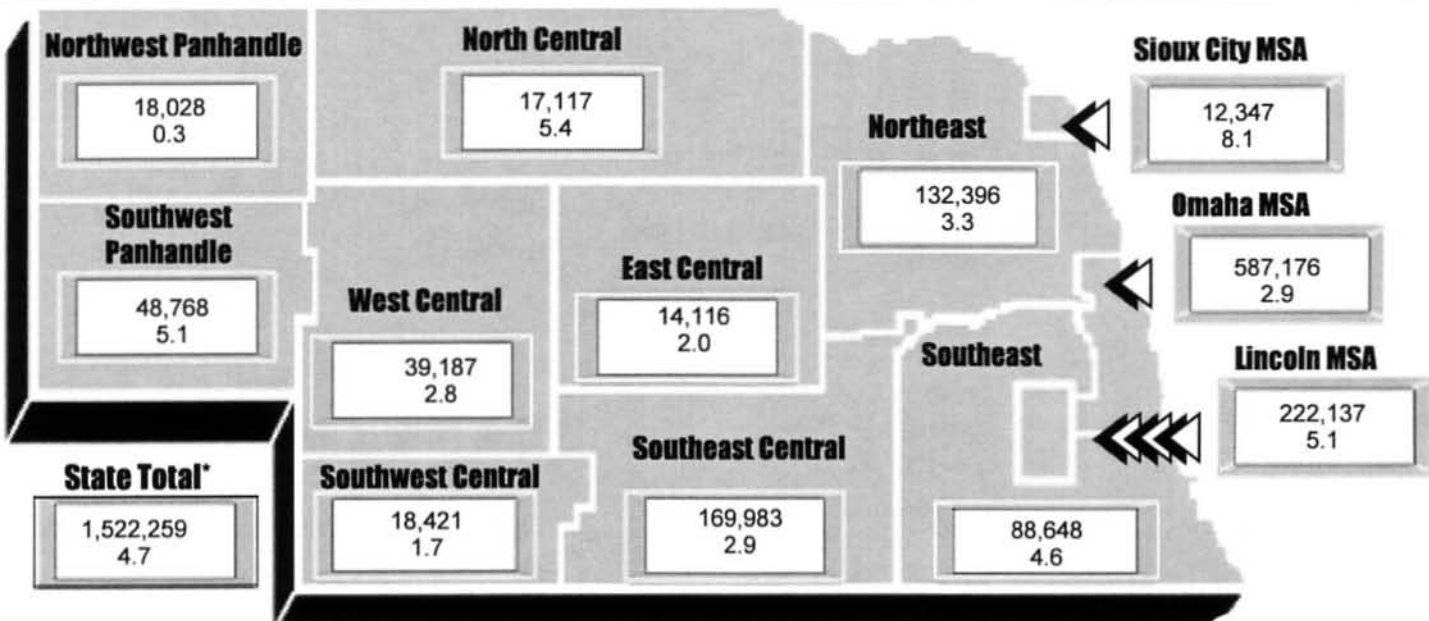 Northwest Panhandle
18,028
0.3
North Central
17,117
5.4
Sioux City MSA
12,347
8.1
Northeast
132,396
3.3
Omaha MSA
587,176
2.9
Southwest
Panhandle
48,768
5.1
West Central
39,187
2.8
East Central
14,116
2.0
Southeast
88,648
4.6
Lincoln MSA
222,137
5.1
State Total*
1,522,259
4.7
Southwest Central
18,421
1.7
Southeast Central
169,983
2.9